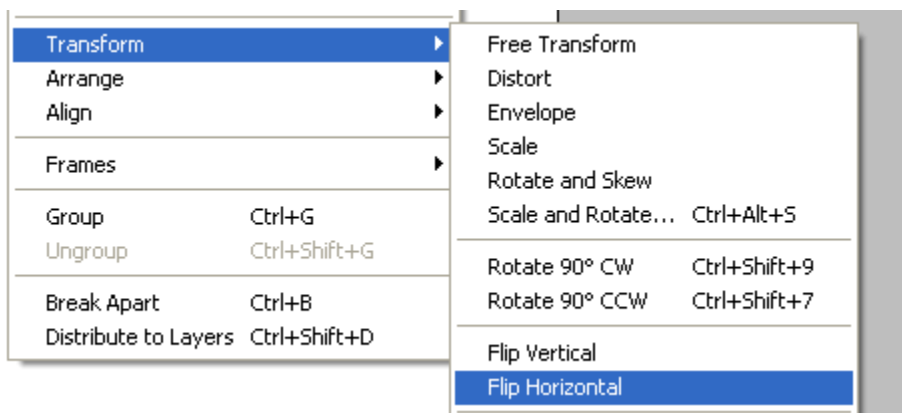 Transform
Arrange
Align
Frames
Group Ctrl+G
Ungroup Ctrl+Shift+G
Break Apart Ctrl+B
Distribute to Layers Ctrl+Shift+D
Free Transform
Distort
Envelope
Scale
Rotate and Skew
Scale and Rotate... Ctrl+Alt+S
Rotate 90° CW Ctrl+Shift+9
Rotate 90° CCW Ctrl+Shift+7
Flip Vertical
Flip Horizontal